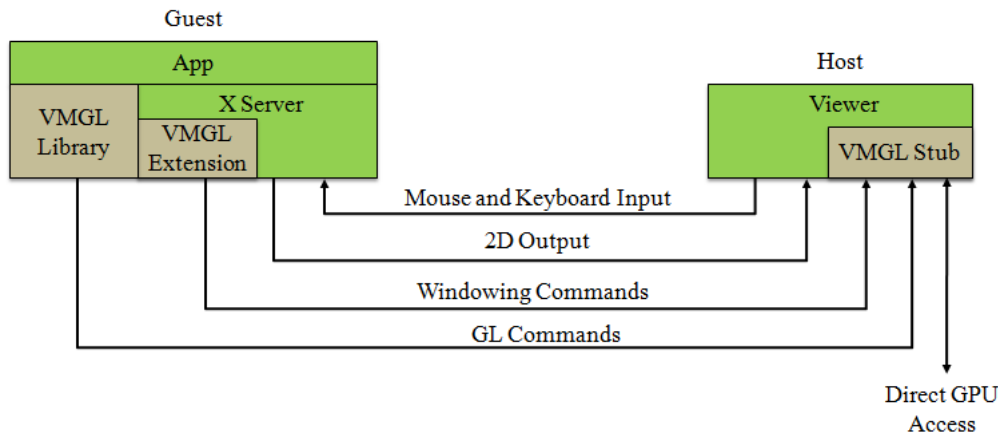 Guest
App
X Server
VMGL
Library
VMGL
Extension
Host
Viewer
VMGL Stub
Mouse and Keyboard Input
2D Output
Windowing Commands
GL Commands
Direct GPU
Access